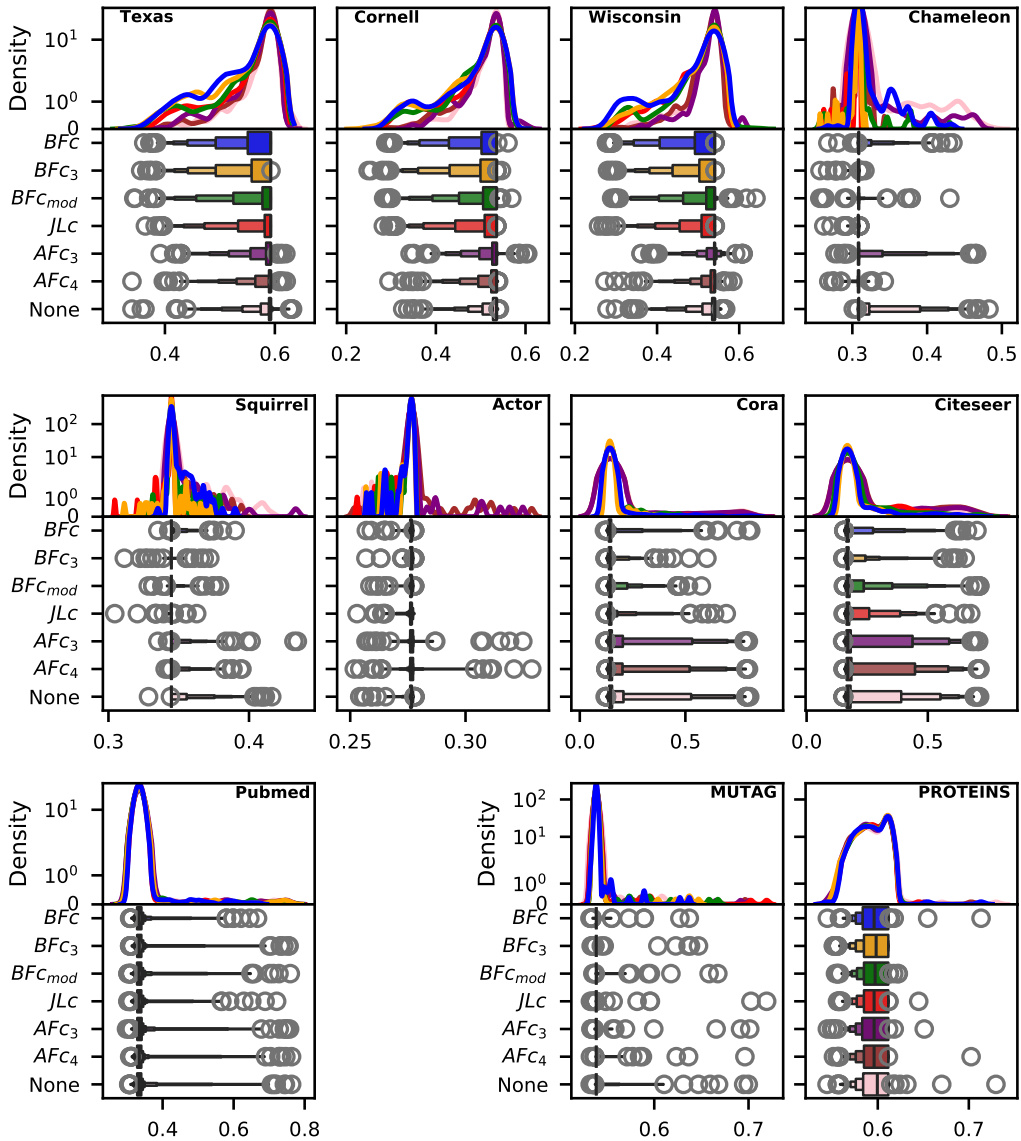 Texas Cornell Wisconsin Chameleon
Density
10¹
10⁰
0
BFc
BFc₃
BFc_mod
JLc
AFc₃
AFc₄
None
0.4 0.6 0.2 0.4 0.6 0.2 0.4 0.6 0.3 0.4 0.5
Squirrel Actor Cora Citeseer
Density
10²
10¹
10⁰
0
BFc
BFc₃
BFc_mod
JLc
AFc₃
AFc₄
None
0.3 0.4 0.25 0.30 0.0 0.5 0.0 0.5
Pubmed
Density
10¹
10⁰
0
BFc
BFc₃
BFc_mod
JLc
AFc₃
AFc₄
None
0.4 0.6 0.8
MUTAG PROTEINS
Density
10²
10¹
10⁰
0
BFc
BFc₃
BFc_mod
JLc
AFc₃
AFc₄
None
0.6 0.7 0.6 0.7